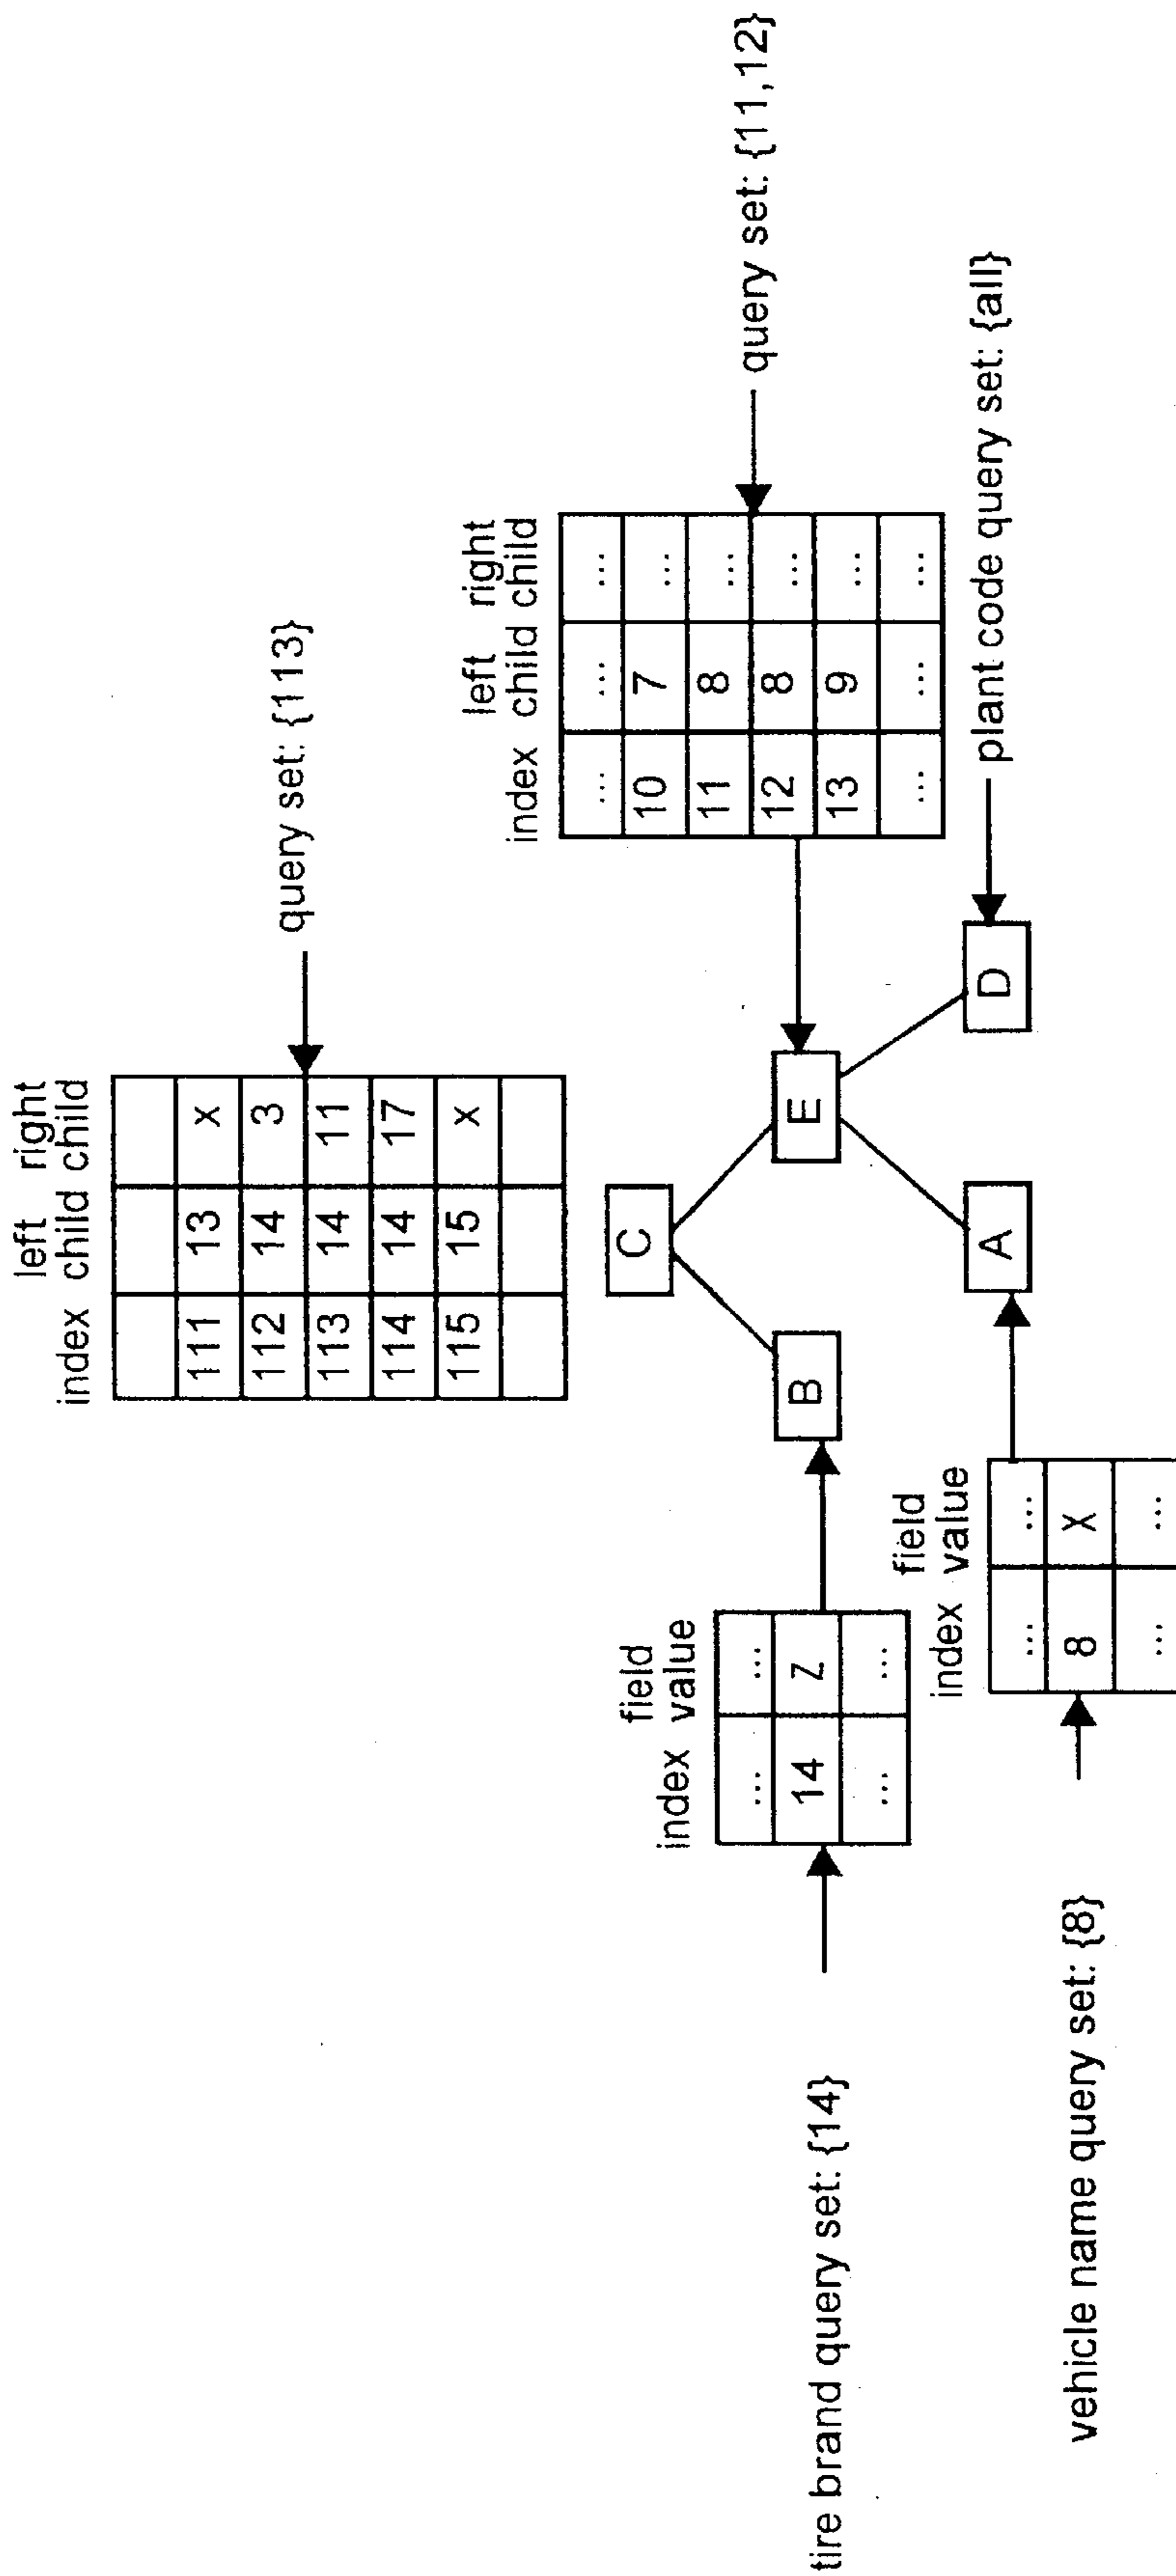 left right
index child child
111 13 x
112 14 3
113 14 11
114 14 17
115 15 x
query set: {113}
left right
index child child
... ... ...
10 7 ...
11 8 ...
12 8 ...
13 9 ...
... ... ...
query set: {11,12}
C
B
E
A
D
field
index value
... ...
14 Z
... ...
tire brand query set: {14}
field
index value
... ...
8 X
... ...
vehicle name query set: {8}
plant code query set: {all}